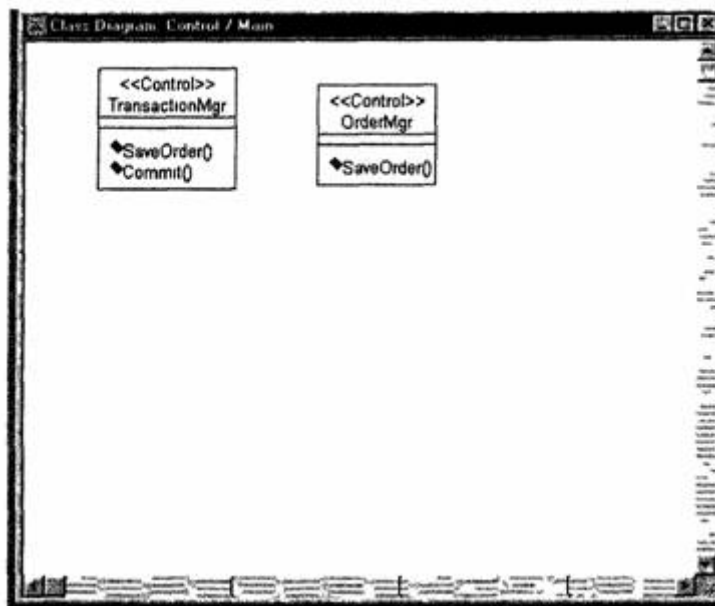 Class Diagram: Control / Main
<<Control>>
TransactionMgr
SaveOrder()
Commit()
<<Control>>
OrderMgr
SaveOrder()